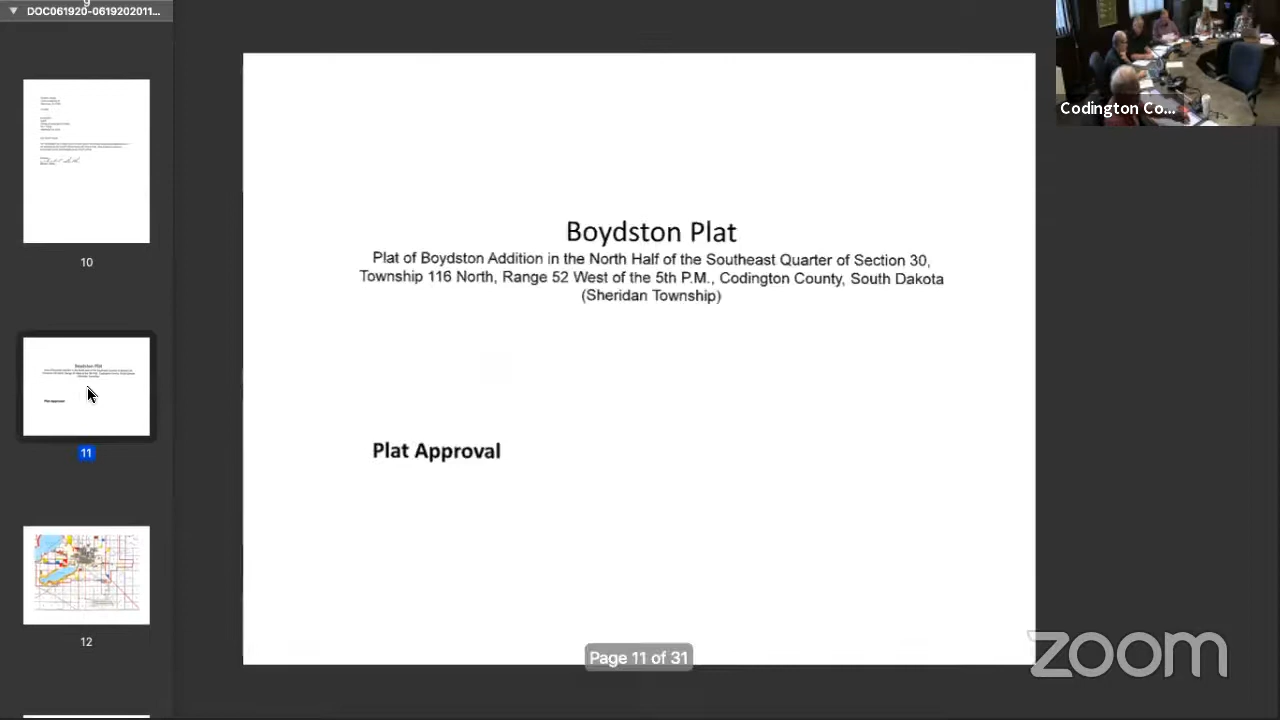 DOC061920-0619202011...
10
11
12
Boydston Plat
Plat of Boydston Addition in the North Half of the Southeast Quarter of Section 30,
Township 116 North, Range 52 West of the 5th P.M., Codington County, South Dakota
(Sheridan Township)
Plat Approval
Page 11 of 31
Codington Co...
zoom